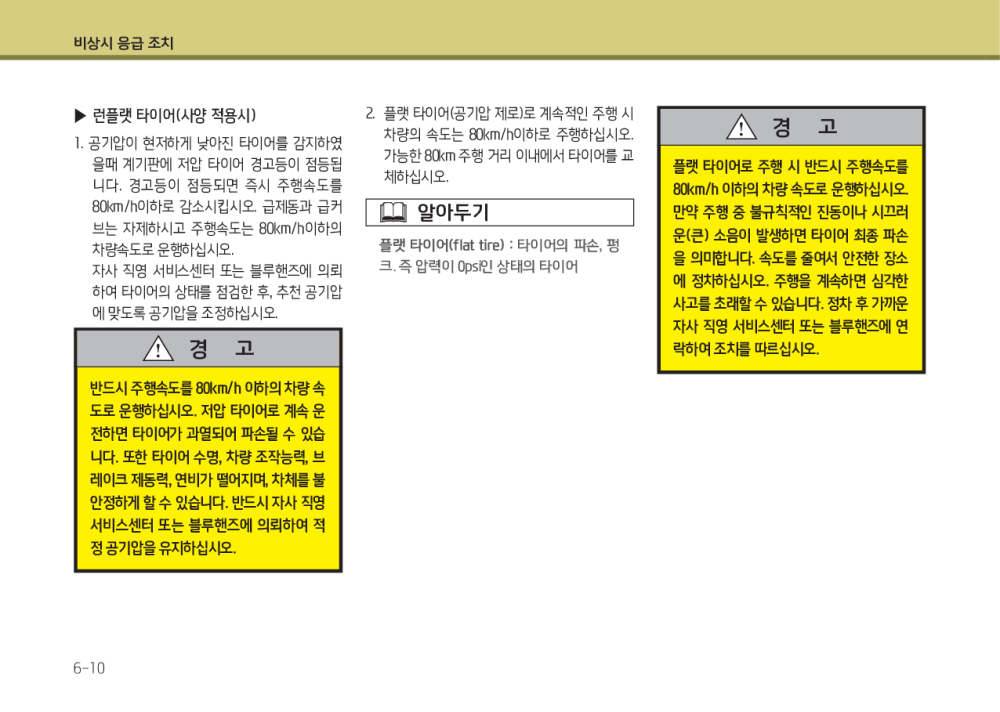 비상시 응급 조치
▶ 런플랫 타이어(사양 적용시)
1. 공기압이 현저하게 낮아진 타이어를 감지하였
을때 계기판에 저압 타이어 경고등이 점등됩
니다. 경고등이 점등되면 즉시 주행속도를
80km/h이하로 감소시킵시오. 급제동과 급커
브는 자제하시고 주행속도는 80km/h이하의
차량속도로 운행하십시오.
자사 직영 서비스센터 또는 블루핸즈에 의뢰
하여 타이어의 상태를 점검한 후, 추천 공기압
에 맞도록 공기압을 조정하십시오.
경 고
반드시 주행속도를 80km/h 이하의 차량 속
도로 운행하십시오. 저압 타이어로 계속 운
전하면 타이어가 과열되어 파손될 수 있습
니다. 또한 타이어 수명, 차량 조작능력, 브
레이크 제동력, 연비가 떨어지며, 차체를 불
안정하게 할 수 있습니다. 반드시 자사 직영
서비스센터 또는 블루핸즈에 의뢰하여 적
정 공기압을 유지하십시오.
2. 플랫 타이어(공기압 제로)로 계속적인 주행 시
차량의 속도는 80km/h이하로 주행하십시오.
가능한 80km 주행 거리 이내에서 타이어를 교
체하십시오.
알아두기
플랫 타이어(flat tire) : 타이어의 파손, 펑
크. 즉 압력이 0psi인 상태의 타이어
경 고
플랫 타이어로 주행 시 반드시 주행속도를
80km/h 이하의 차량 속도로 운행하십시오.
만약 주행 중 불규칙적인 진동이나 시끄러
운(큰) 소음이 발생하면 타이어 최종 파손
을 의미합니다. 속도를 줄여서 안전한 장소
에 정차하십시오. 주행을 계속하면 심각한
사고를 초래할 수 있습니다. 정차 후 가까운
자사 직영 서비스센터 또는 블루핸즈에 연
락하여 조치를 따르십시오.
6-10